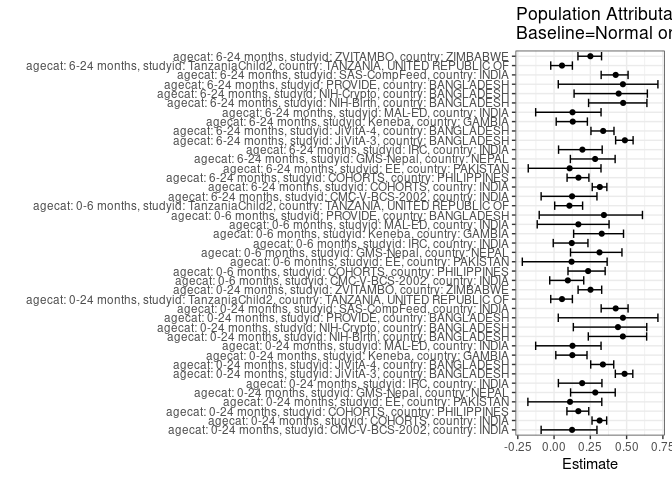 Population Attributa
Baseline=Normal or
agecat: 6-24 months, studyid: ZVITAMBO, country: ZIMBABWE
agecat: 6-24 months, studyid: TanzaniaChild2, country: TANZANIA, UNITED REPUBLIC OF
agecat: 6-24 months, studyid: SAS-CompFeed, country: INDIA
agecat: 6-24 months, studyid: PROVIDE, country: BANGLADESH
agecat: 6-24 months, studyid: NIH-Crypto, country: BANGLADESH
agecat: 6-24 months, studyid: NIH-Birth, country: BANGLADESH
agecat: 6-24 months, studyid: MAL-ED, country: INDIA
agecat: 6-24 months, studyid: Keneba, country: GAMBIA
agecat: 6-24 months, studyid: JiVitA-4, country: BANGLADESH
agecat: 6-24 months, studyid: JiVitA-3, country: BANGLADESH
agecat: 6-24 months, studyid: IRC, country: INDIA
agecat: 6-24 months, studyid: GMS-Nepal, country: NEPAL
agecat: 6-24 months, studyid: EE, country: PAKISTAN
agecat: 6-24 months, studyid: COHORTS, country: PHILIPPINES
agecat: 6-24 months, studyid: COHORTS, country: INDIA
agecat: 6-24 months, studyid: CMC-V-BCS-2002, country: INDIA
agecat: 0-6 months, studyid: TanzaniaChild2, country: TANZANIA, UNITED REPUBLIC OF
agecat: 0-6 months, studyid: PROVIDE, country: BANGLADESH
agecat: 0-6 months, studyid: MAL-ED, country: INDIA
agecat: 0-6 months, studyid: Keneba, country: GAMBIA
agecat: 0-6 months, studyid: IRC, country: INDIA
agecat: 0-6 months, studyid: GMS-Nepal, country: NEPAL
agecat: 0-6 months, studyid: EE, country: PAKISTAN
agecat: 0-6 months, studyid: COHORTS, country: PHILIPPINES
agecat: 0-6 months, studyid: CMC-V-BCS-2002, country: INDIA
agecat: 0-24 months, studyid: ZVITAMBO, country: ZIMBABWE
agecat: 0-24 months, studyid: TanzaniaChild2, country: TANZANIA, UNITED REPUBLIC OF
agecat: 0-24 months, studyid: SAS-CompFeed, country: INDIA
agecat: 0-24 months, studyid: PROVIDE, country: BANGLADESH
agecat: 0-24 months, studyid: NIH-Crypto, country: BANGLADESH
agecat: 0-24 months, studyid: NIH-Birth, country: BANGLADESH
agecat: 0-24 months, studyid: MAL-ED, country: INDIA
agecat: 0-24 months, studyid: Keneba, country: GAMBIA
agecat: 0-24 months, studyid: JiVitA-4, country: BANGLADESH
agecat: 0-24 months, studyid: JiVitA-3, country: BANGLADESH
agecat: 0-24 months, studyid: IRC, country: INDIA
agecat: 0-24 months, studyid: GMS-Nepal, country: NEPAL
agecat: 0-24 months, studyid: EE, country: PAKISTAN
agecat: 0-24 months, studyid: COHORTS, country: PHILIPPINES
agecat: 0-24 months, studyid: COHORTS, country: INDIA
agecat: 0-24 months, studyid: CMC-V-BCS-2002, country: INDIA
-0.25 0.00 0.25 0.50 0.75
Estimate